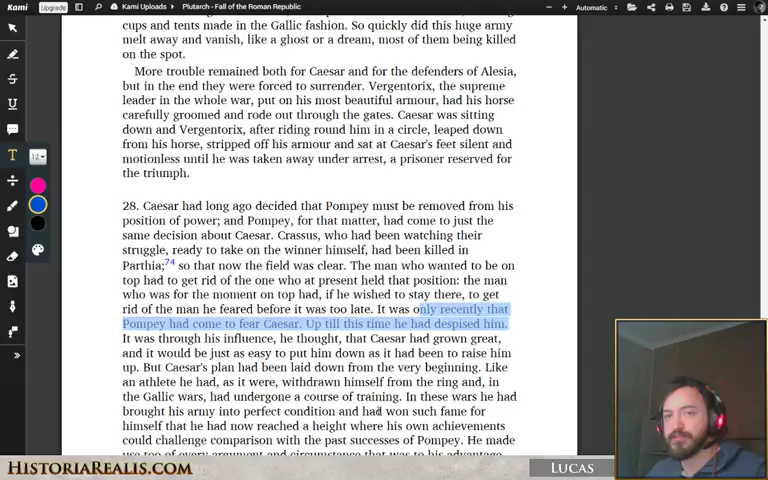 Kami
Upgrade
Kami Uploads > Plutarch - Fall of the Roman Republic
Automatic
cups and tents made in the Gallic fashion. So quickly did this huge army
melt away and vanish, like a ghost or a dream, most of them being killed
on the spot.
More trouble remained both for Caesar and for the defenders of Alesia,
but in the end they were forced to surrender. Vergentorix, the supreme
leader in the whole war, put on his most beautiful armour, had his horse
carefully groomed and rode out through the gates. Caesar was sitting
down and Vergentorix, after riding round him in a circle, leaped down
from his horse, stripped off his armour and sat at Caesar's feet silent and
motionless until he was taken away under arrest, a prisoner reserved for
the triumph.
28. Caesar had long ago decided that Pompey must be removed from his
position of power; and Pompey, for that matter, had come to just the
same decision about Caesar. Crassus, who had been watching their
struggle, ready to take on the winner himself, had been killed in
Parthia;74 so that now the field was clear. The man who wanted to be on
top had to get rid of the one who at present held that position: the man
who was for the moment on top had, if he wished to stay there, to get
rid of the man he feared before it was too late. It was only recently that
Pompey had come to fear Caesar. Up till this time he had despised him.
It was through his influence, he thought, that Caesar had grown great,
and it would be just as easy to put him down as it had been to raise him
up. But Caesar's plan had been laid down from the very beginning. Like
an athlete he had, as it were, withdrawn himself from the ring and, in
the Gallic wars, had undergone a course of training. In these wars he had
brought his army into perfect condition and had won such fame for
himself that he had now reached a height where his own achievements
could challenge comparison with the past successes of Pompey. He made
use too of every argument and circumstance that was to his advantage
T 12
HISTORIAREALIS.COM
LUCAS